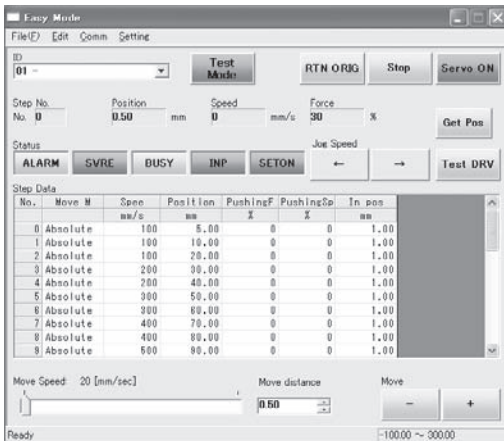 Easy Mode
File(F) Edit Comm Setting
ID
01 -
Test Mode
RTN ORIG
Stop
Servo ON
Step No.
Position
Speed
Force
No. 0
0.50 mm
0 mm/s
30 %
Get Pos
Status
Jog Speed
ALARM SVRE BUSY INP SETON
← →
Test DRV
Step Data
No. Move M Spee Position PushingF PushingSp In pos
mm/s mm % % mm
0 Absolute 100 5.00 0 0 1.00
1 Absolute 100 10.00 0 0 1.00
2 Absolute 100 20.00 0 0 1.00
3 Absolute 200 30.00 0 0 1.00
4 Absolute 200 40.00 0 0 1.00
5 Absolute 300 50.00 0 0 1.00
6 Absolute 300 60.00 0 0 1.00
7 Absolute 400 70.00 0 0 1.00
8 Absolute 400 80.00 0 0 1.00
9 Absolute 500 90.00 0 0 1.00
Move Speed: 20 [mm/sec]
Move distance
Move
0.50
- +
Ready
-100.00 ～ 300.00